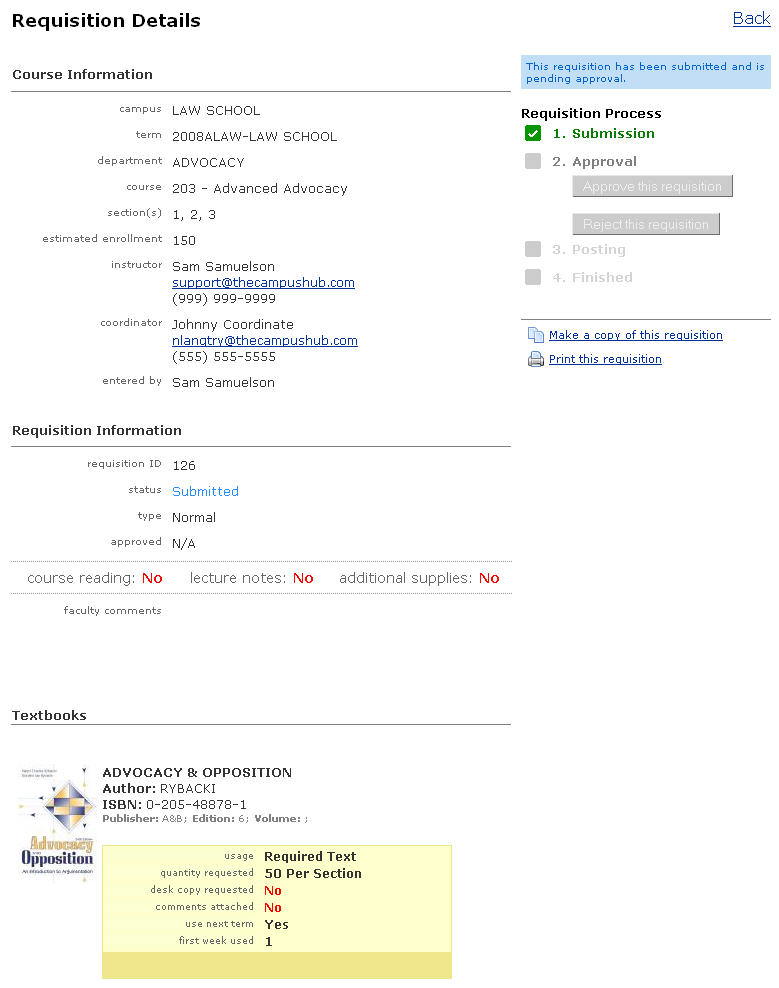 Requisition Details
Back
Course Information
campus LAW SCHOOL
term 2008ALAW-LAW SCHOOL
department ADVOCACY
course 203 - Advanced Advocacy
section(s) 1, 2, 3
estimated enrollment 150
instructor Sam Samuelson
support@thecampushub.com
(999) 999-9999
coordinator Johnny Coordinate
nlangtry@thecampushub.com
(555) 555-5555
entered by Sam Samuelson
This requisition has been submitted and is
pending approval.
Requisition Process
1. Submission
2. Approval
Approve this requisition
Reject this requisition
3. Posting
4. Finished
Make a copy of this requisition
Print this requisition
Requisition Information
requisition ID 126
status Submitted
type Normal
approved N/A
course reading: No lecture notes: No additional supplies: No
faculty comments
Textbooks
Advocacy
Opposition
An Introduction to Argumentation
ADVOCACY & OPPOSITION
Author: RYBACKI
ISBN: 0-205-48878-1
Publisher: A&B; Edition: 6; Volume: ;
usage Required Text
quantity requested 50 Per Section
desk copy requested No
comments attached No
use next term Yes
first week used 1